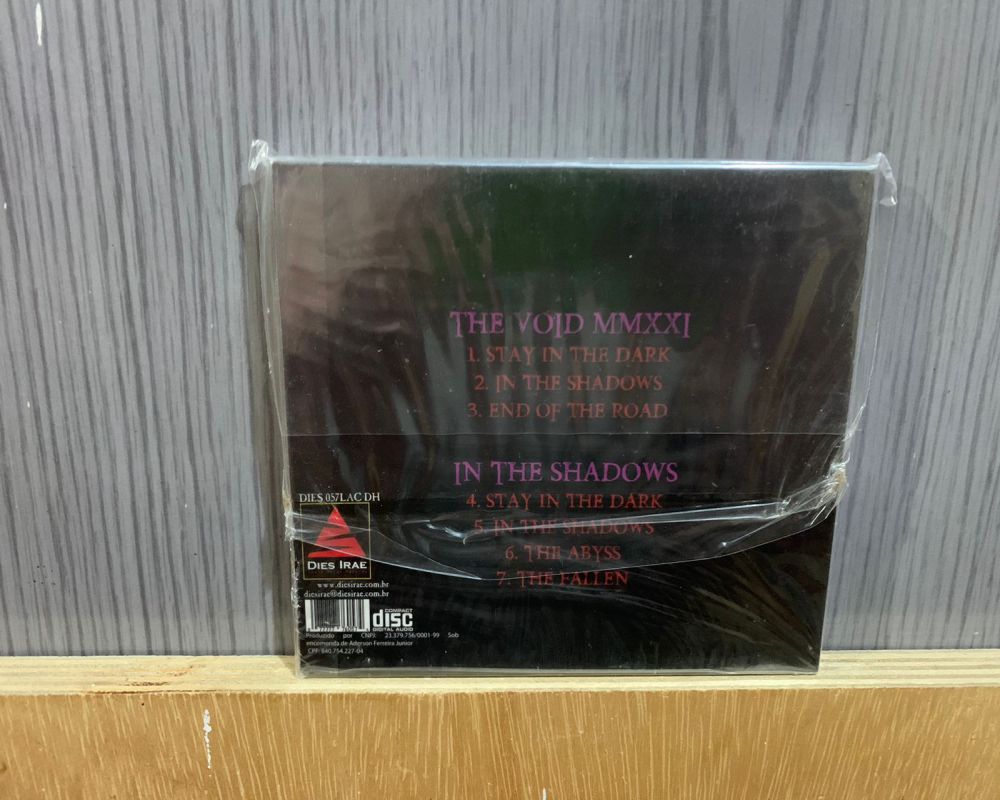 THE VOID MMXXI
1. STAY IN THE DARK
2. IN THE SHADOWS
3. END OF THE ROAD
IN THE SHADOWS
4. STAY IN THE DARK
5. IN THE SHADOWS
6. THE ABYSS
7. THE FALLEN
DIES 057LAC DH
DIES IRAE
www.diesirae.com.br
diesirae@diesirae.com.br
COMPACT
disc
DIGITAL AUDIO
Produzido por CNPJ: 23.379.756/0001-99 Sob
encomenda de Aderson Ferreira Junior
CPF: 640.754.227-04